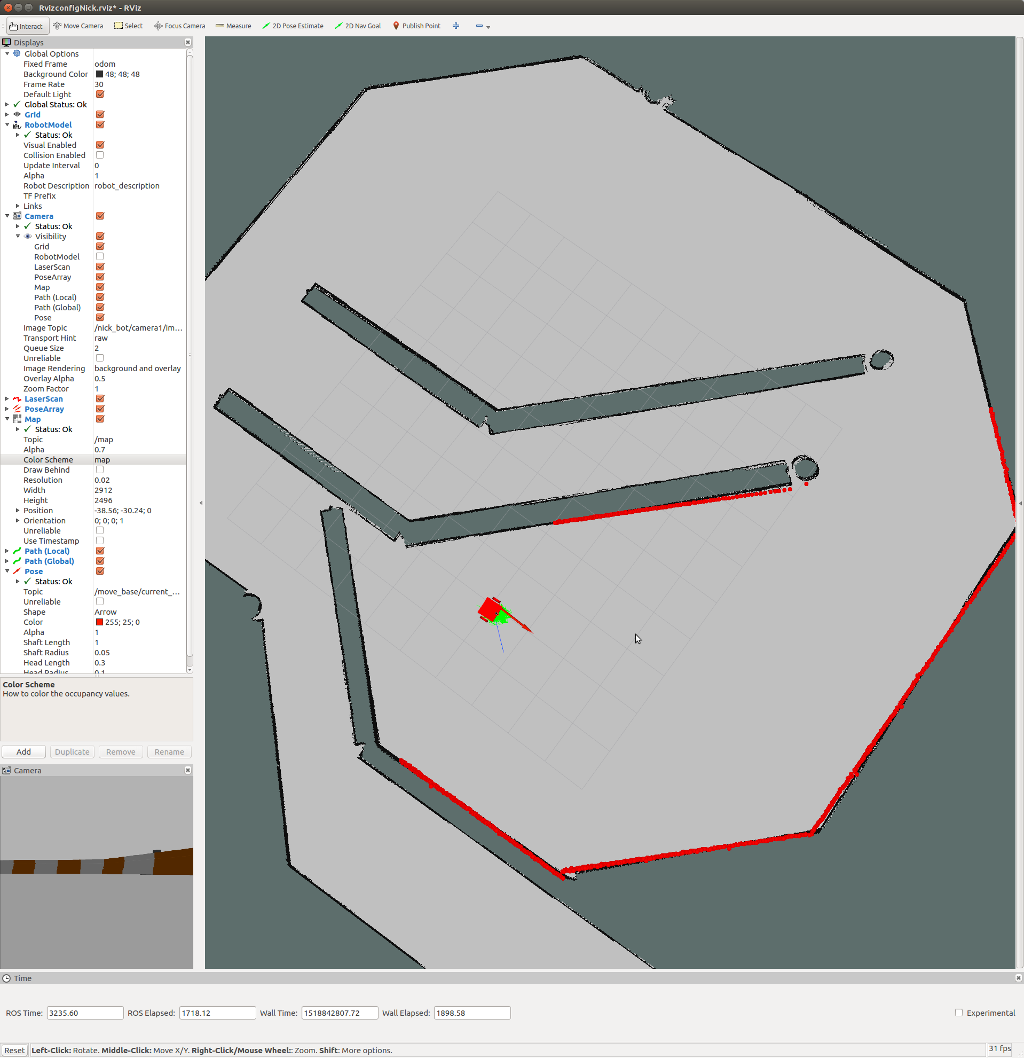 RvizconfigNick.rviz* - RViz
Interact Move Camera Select Focus Camera Measure 2D Pose Estimate 2D Nav Goal Publish Point
Displays
Global Options
Fixed Frame odom
Background Color 48; 48; 48
Frame Rate 30
Default Light
Global Status: Ok
Grid
RobotModel
Status: Ok
Visual Enabled
Collision Enabled
Update Interval 0
Alpha 1
Robot Description robot_description
TF Prefix
Links
Camera
Status: Ok
Visibility
Grid
RobotModel
LaserScan
PoseArray
Map
Path (Local)
Path (Global)
Pose
Image Topic /nick_bot/camera1/im...
Transport Hint raw
Queue Size 2
Unreliable
Image Rendering background and overlay
Overlay Alpha 0.5
Zoom Factor 1
LaserScan
PoseArray
Map
Status: Ok
Topic /map
Alpha 0.7
Color Scheme map
Draw Behind
Resolution 0.02
Width 2912
Height 2496
Position -38.56; -30.24; 0
Orientation 0; 0; 0; 1
Unreliable
Use Timestamp
Path (Local)
Path (Global)
Pose
Status: Ok
Topic /move_base/current_...
Unreliable
Shape Arrow
Color 255; 25; 0
Alpha 1
Shaft Length 1
Shaft Radius 0.05
Head Length 0.3
Head Radius 0.1
Color Scheme
How to color the occupancy values.
Add Duplicate Remove Rename
Camera
Time
ROS Time: 3235.60 ROS Elapsed: 1718.12 Wall Time: 1518842807.72 Wall Elapsed: 1898.58 Experimental
Reset Left-Click: Rotate. Middle-Click: Move X/Y. Right-Click/Mouse Wheel:: Zoom. Shift: More options. 31 fps